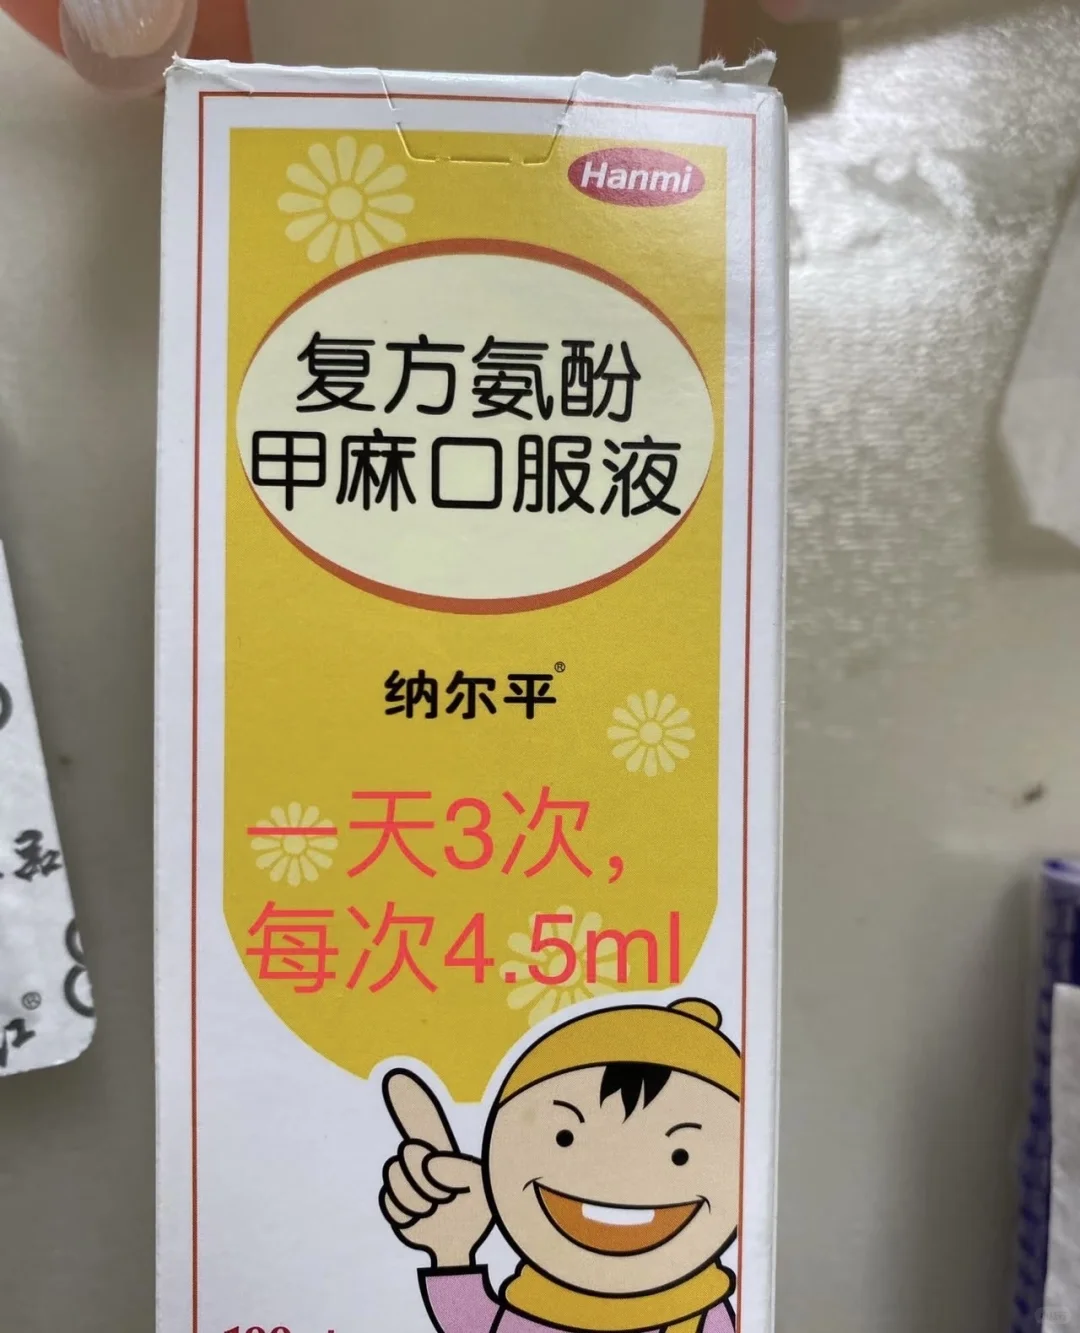 Hanmi
复方氨酚
甲麻口服液
纳尔平®
一天3次，
每次4.5ml